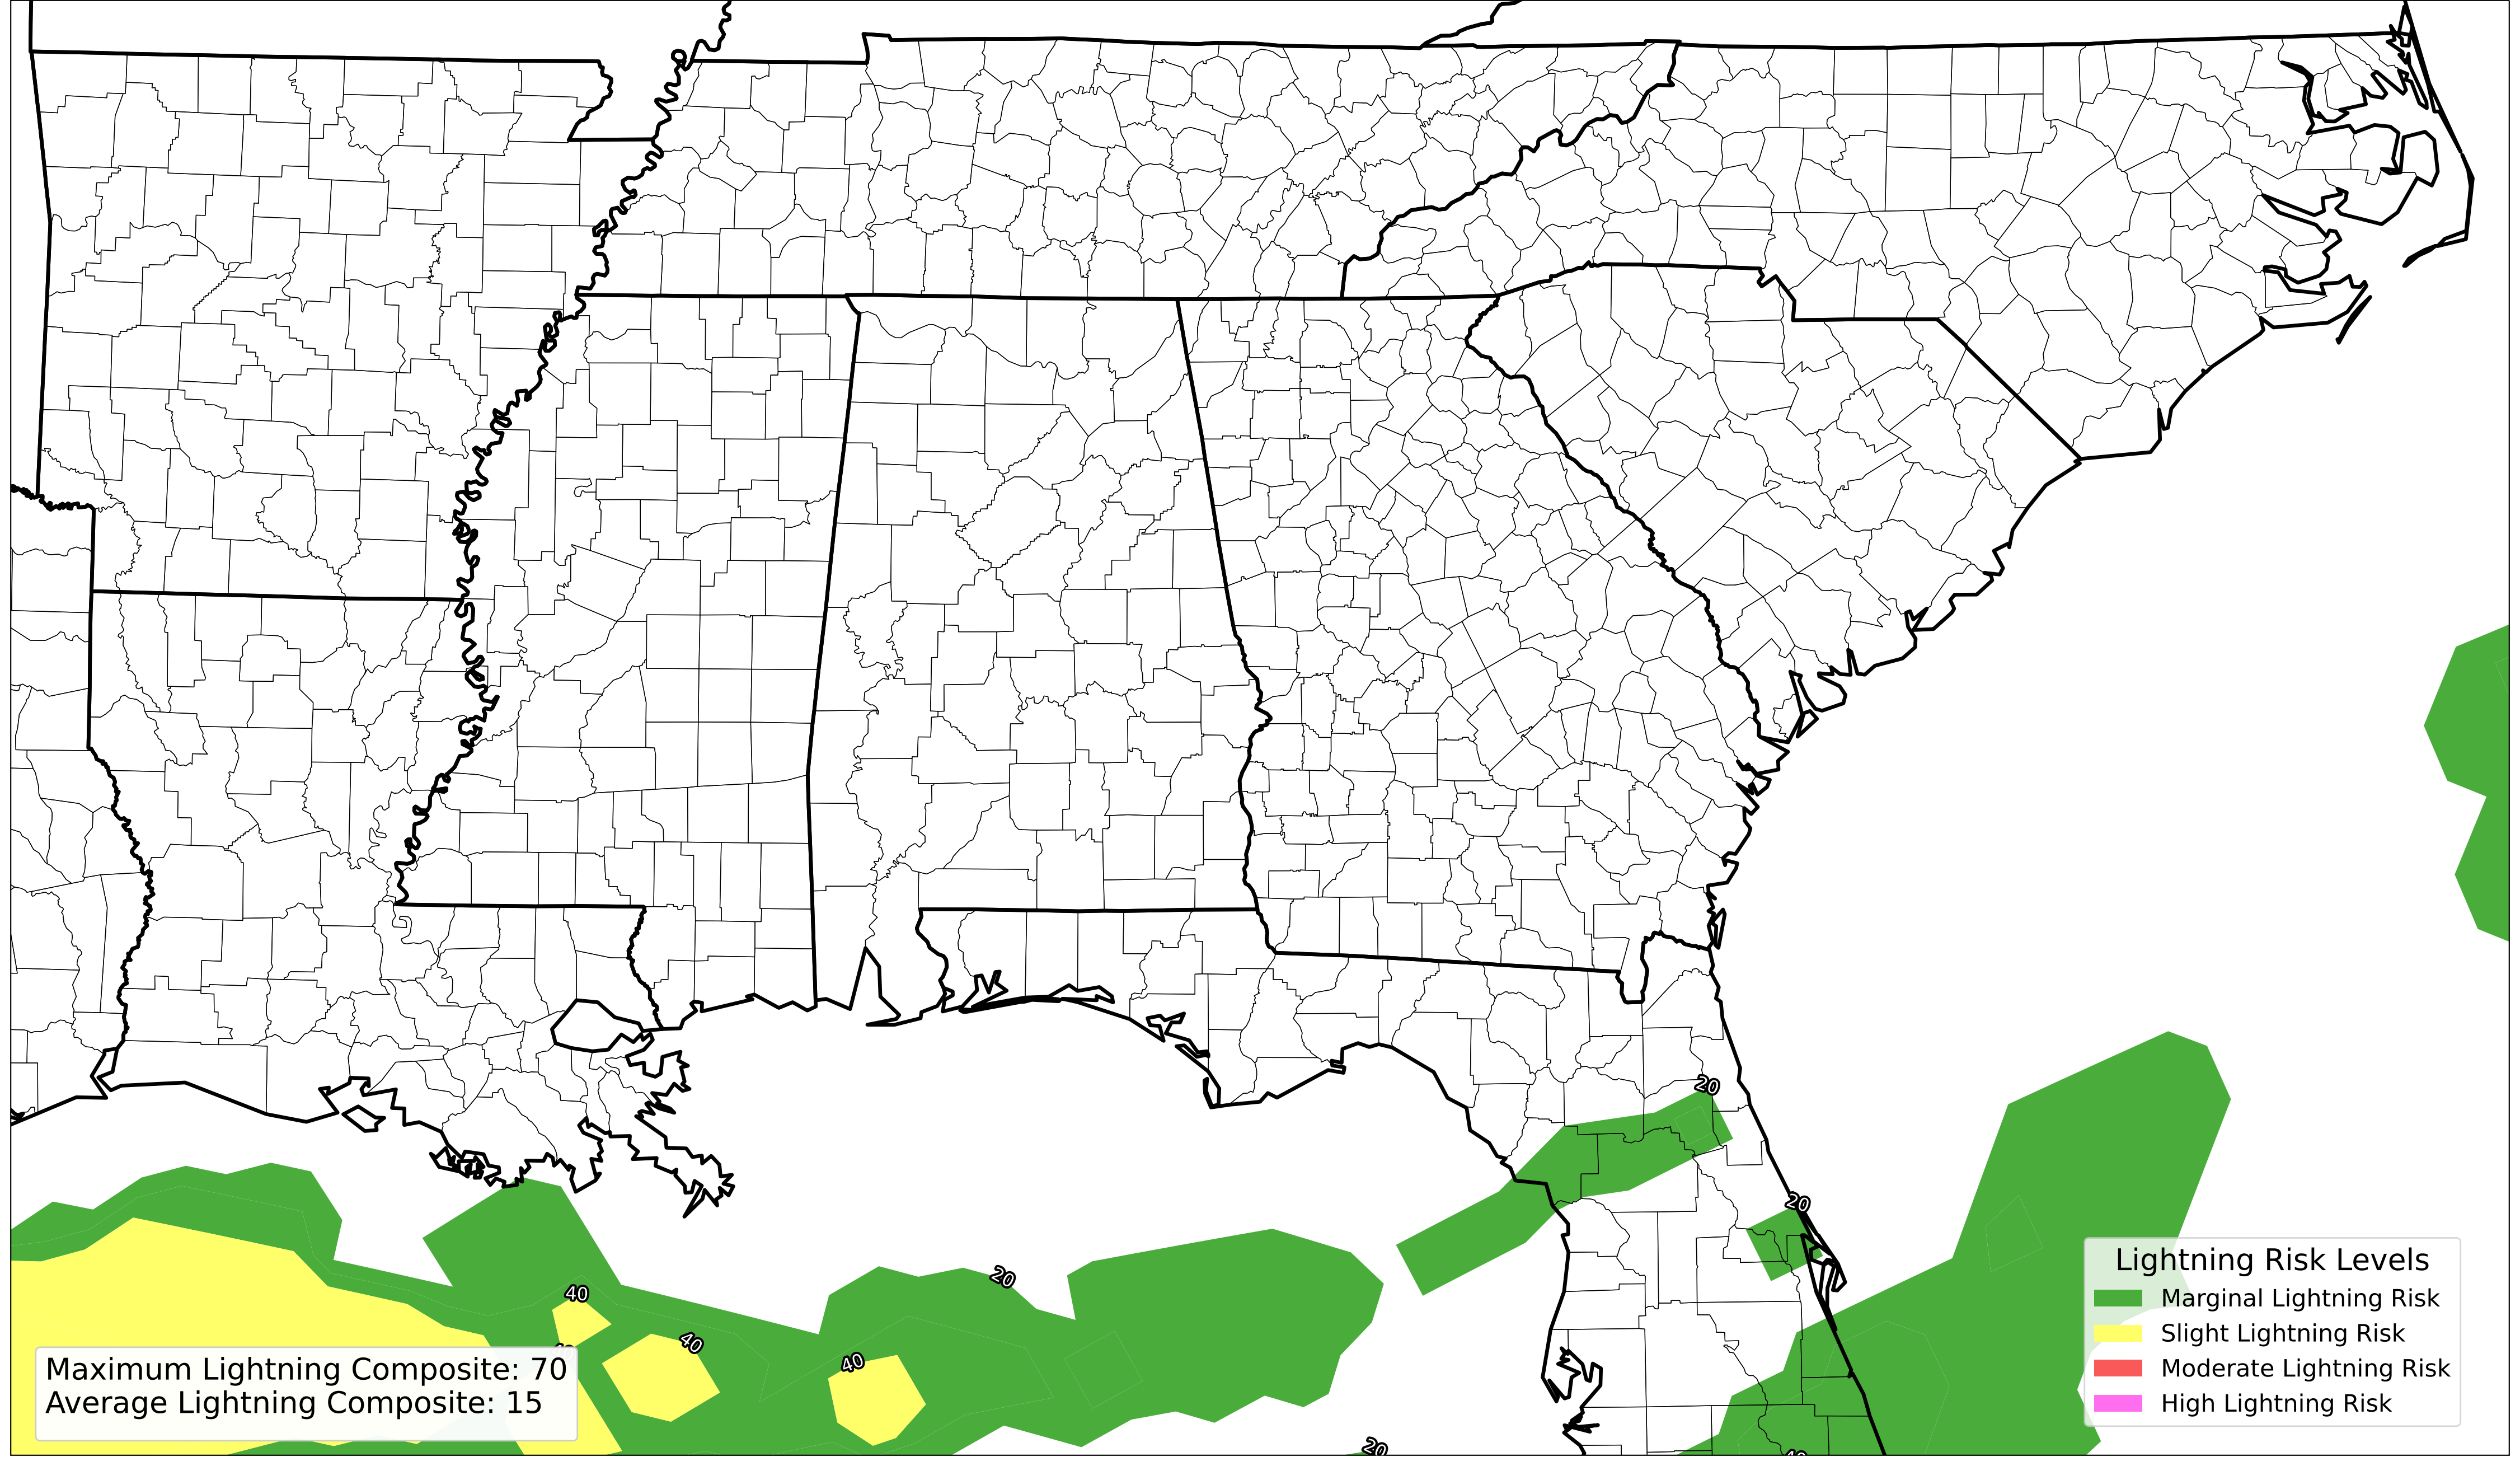 20
20
20
40
40
40
20
40
Maximum Lightning Composite: 70
Average Lightning Composite: 15
Lightning Risk Levels
Marginal Lightning Risk
Slight Lightning Risk
Moderate Lightning Risk
High Lightning Risk